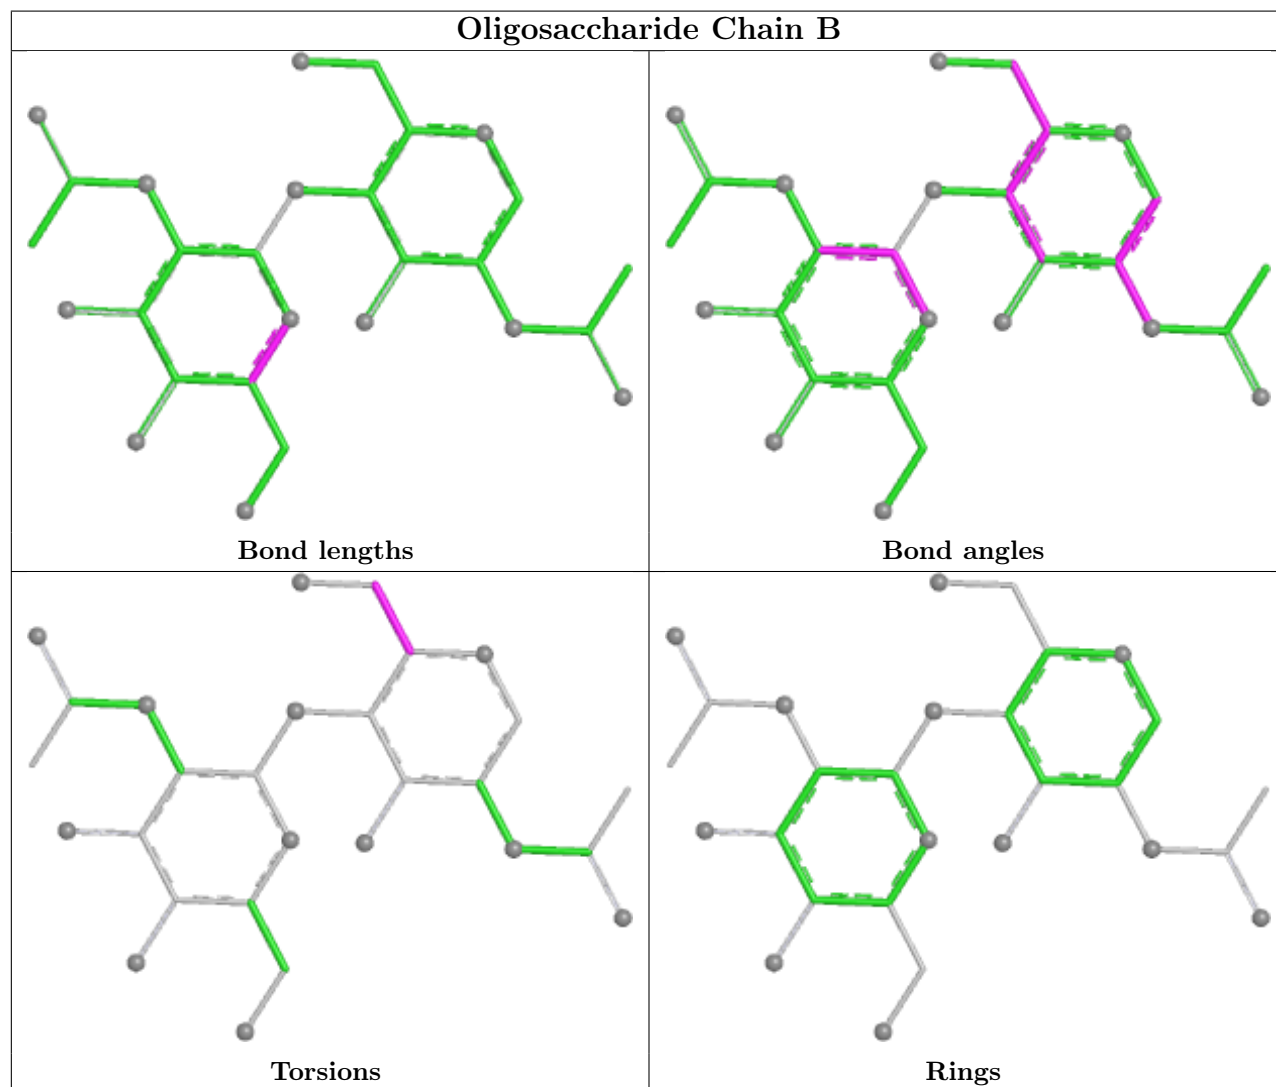 Oligosaccharide Chain B
Bond lengths
Bond angles
Torsions
Rings